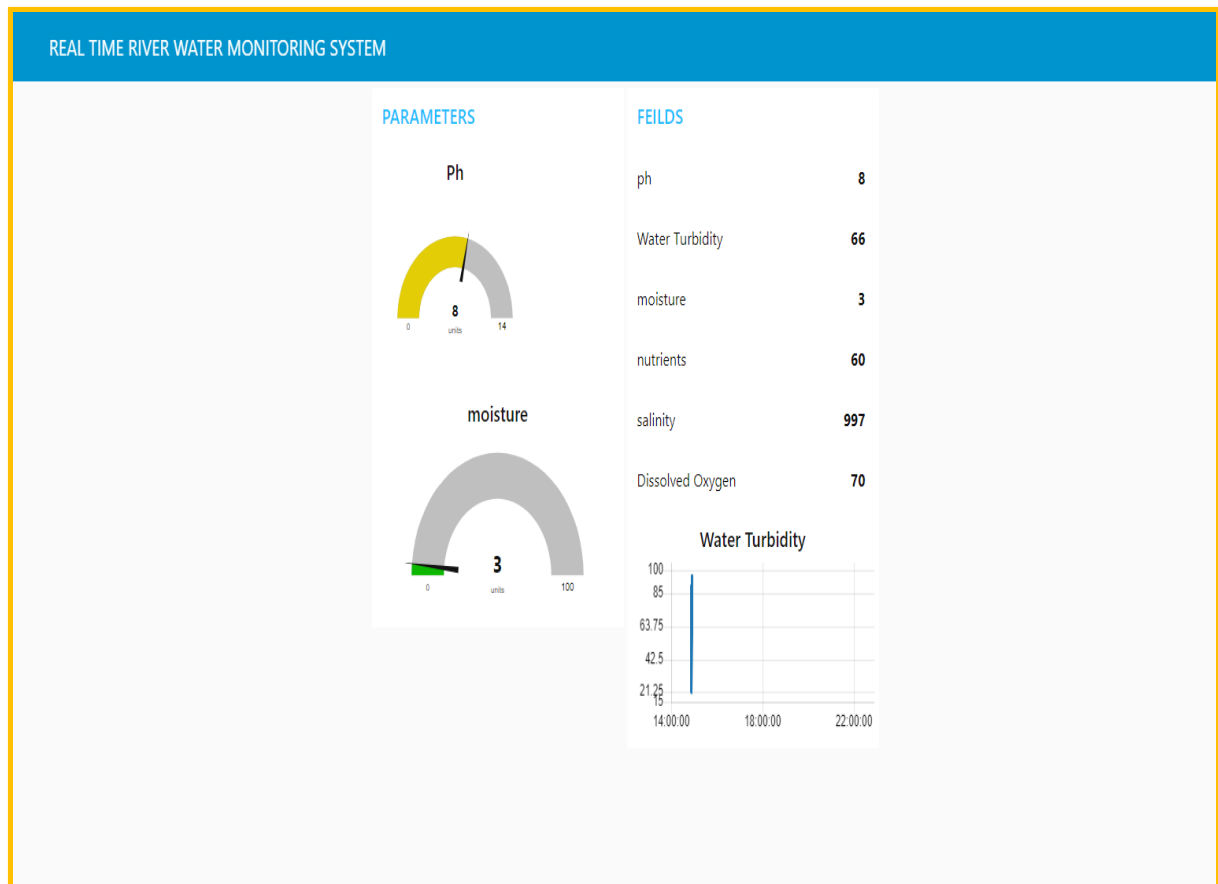 REAL TIME RIVER WATER MONITORING SYSTEM
PARAMETERS
Ph
8
units
0
14
moisture
3
units
0
100
FEILDS
ph 8
Water Turbidity 66
moisture 3
nutrients 60
salinity 997
Dissolved Oxygen 70
Water Turbidity
100
85
63.75
42.5
21.25
15
14:00:00 18:00:00 22:00:00